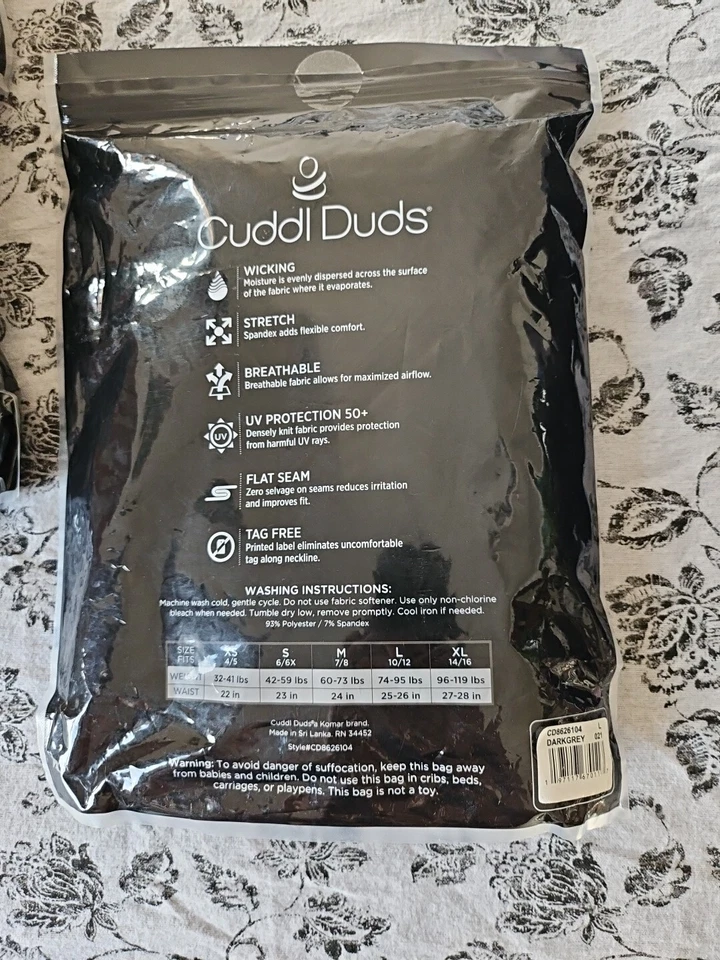 Cuddl Duds®
WICKING
Moisture is evenly dispersed across the surface
of the fabric where it evaporates.
STRETCH
Spandex adds flexible comfort.
BREATHABLE
Breathable fabric allows for maximized airflow.
UV
UV PROTECTION 50+
Densely knit fabric provides protection
from harmful UV rays.
FLAT SEAM
Zero selvage on seams reduces irritation
and improves fit.
TAG FREE
Printed label eliminates uncomfortable
tag along neckline.
WASHING INSTRUCTIONS:
Machine wash cold, gentle cycle. Do not use fabric softener. Use only non-chlorine
bleach when needed. Tumble dry low, remove promptly. Cool iron if needed.
93% Polyester / 7% Spandex
SIZE XS S M L XL
FITS 4/5 6/6X 7/8 10/12 14/16
WEIGHT 32-41 lbs 42-59 lbs 60-73 lbs 74-95 lbs 96-119 lbs
WAIST 22 in 23 in 24 in 25-26 in 27-28 in
Cuddl Duds®a Komar brand.
Made in Sri Lanka. RN 34452
Style#CD8626104
Warning: To avoid danger of suffocation, keep this bag away
from babies and children. Do not use this bag in cribs, beds,
carriages, or playpens. This bag is not a toy.
CD8626104 L
DARKGREY 021